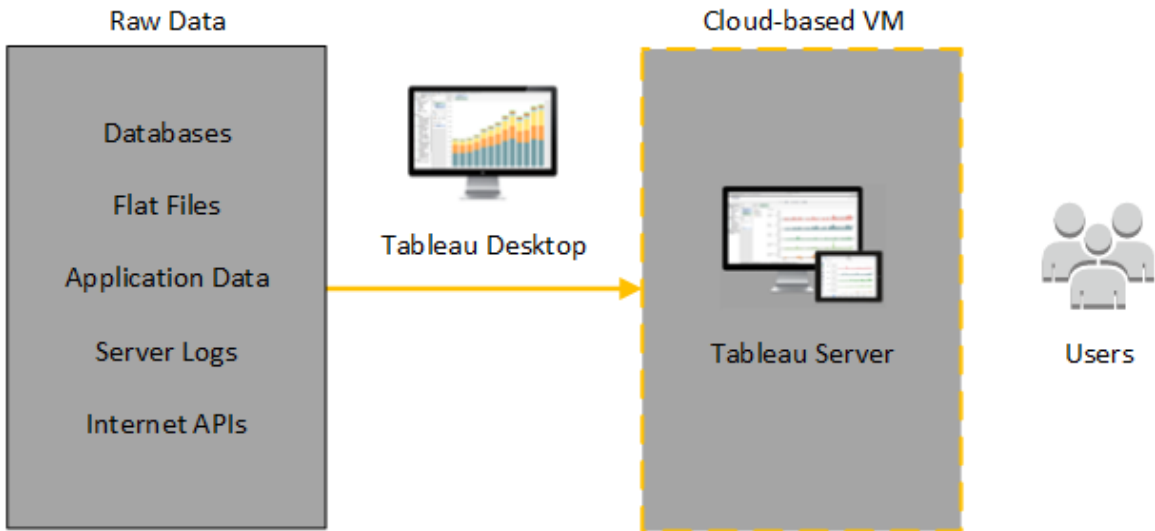 Raw Data
Cloud-based VM
Databases
Flat Files
Application Data
Server Logs
Internet APIs
Tableau Desktop
Tableau Server
Users